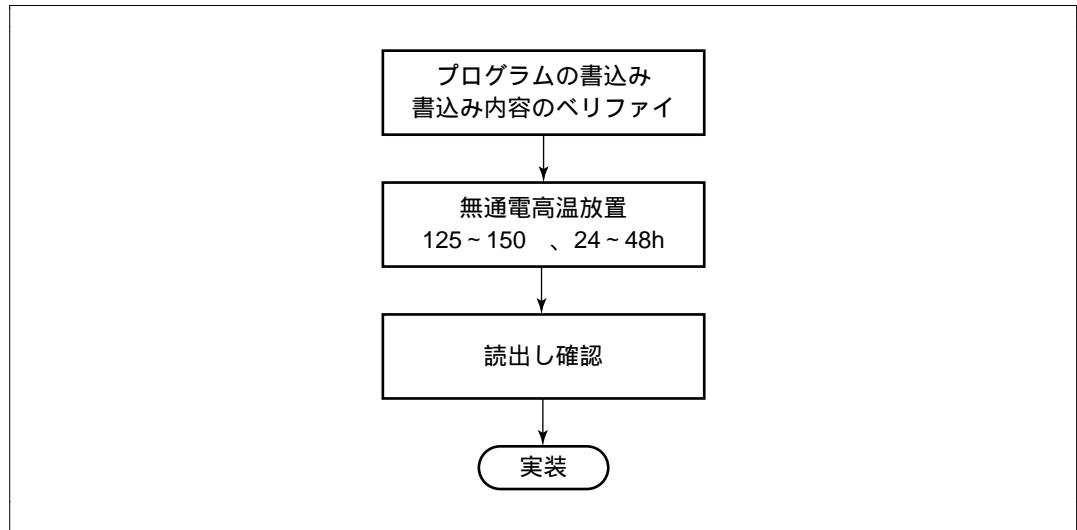 プログラムの書込み
書込み内容のベリファイ
無通電高温放置
125~150 、24~48h
読出し確認
実装